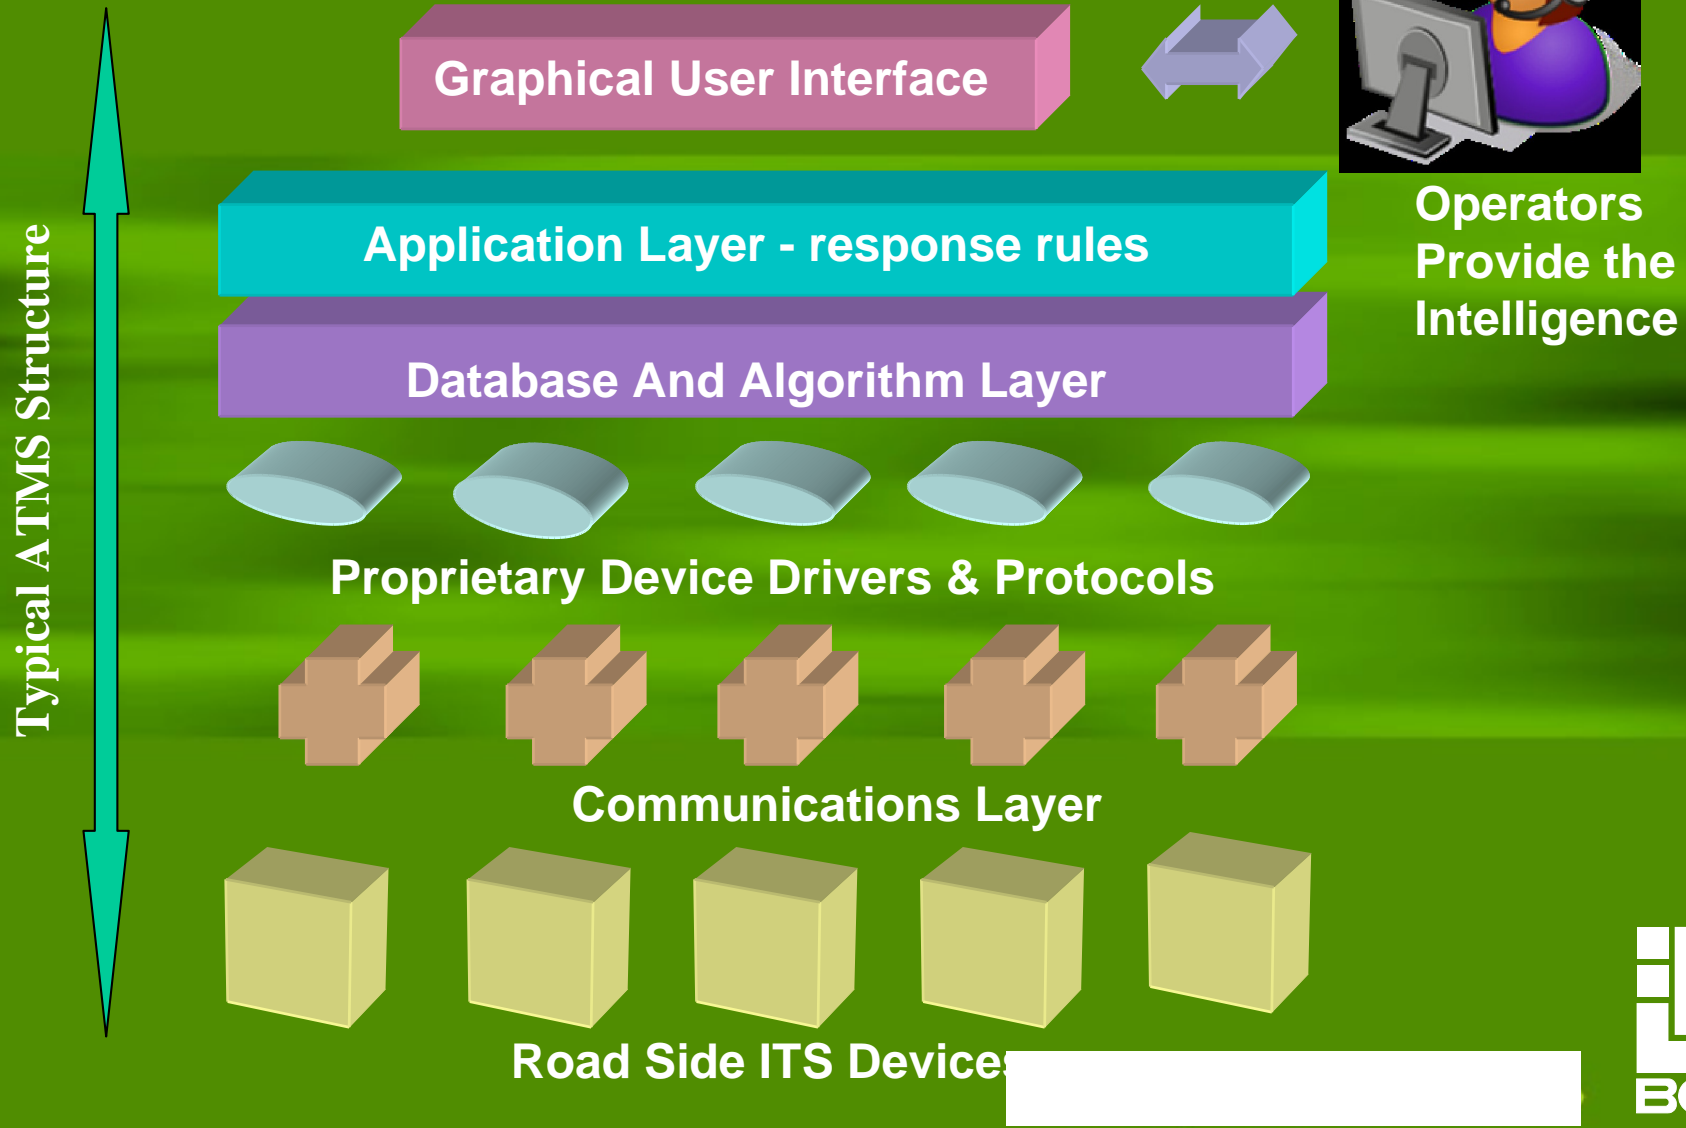 Graphical User Interface
Operators
Provide the
Intelligence
Application Layer - response rules
Database And Algorithm Layer
Typical ATMS Structure
Proprietary Device Drivers & Protocols
Communications Layer
Road Side ITS Devices